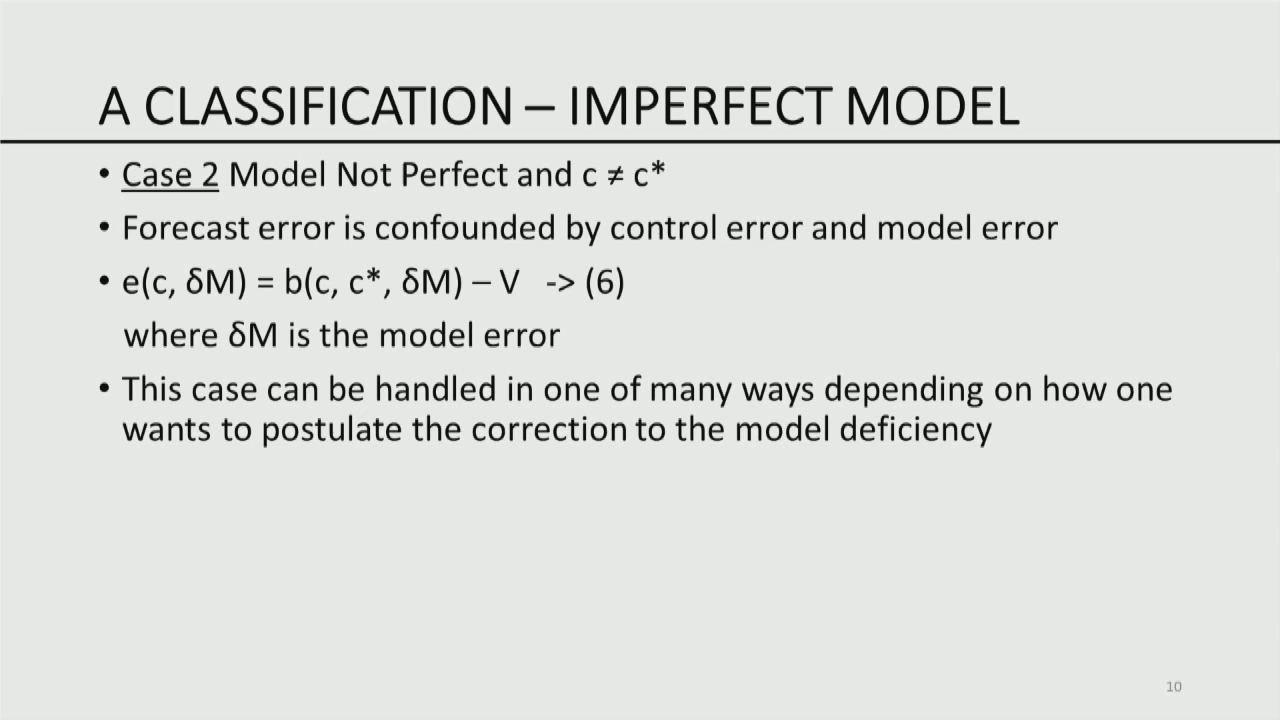 A CLASSIFICATION – IMPERFECT MODEL
• Case 2 Model Not Perfect and c ≠ c*
• Forecast error is confounded by control error and model error
• e(c, δM) = b(c, c*, δM) – V -> (6)
where δM is the model error
• This case can be handled in one of many ways depending on how one
wants to postulate the correction to the model deficiency
10